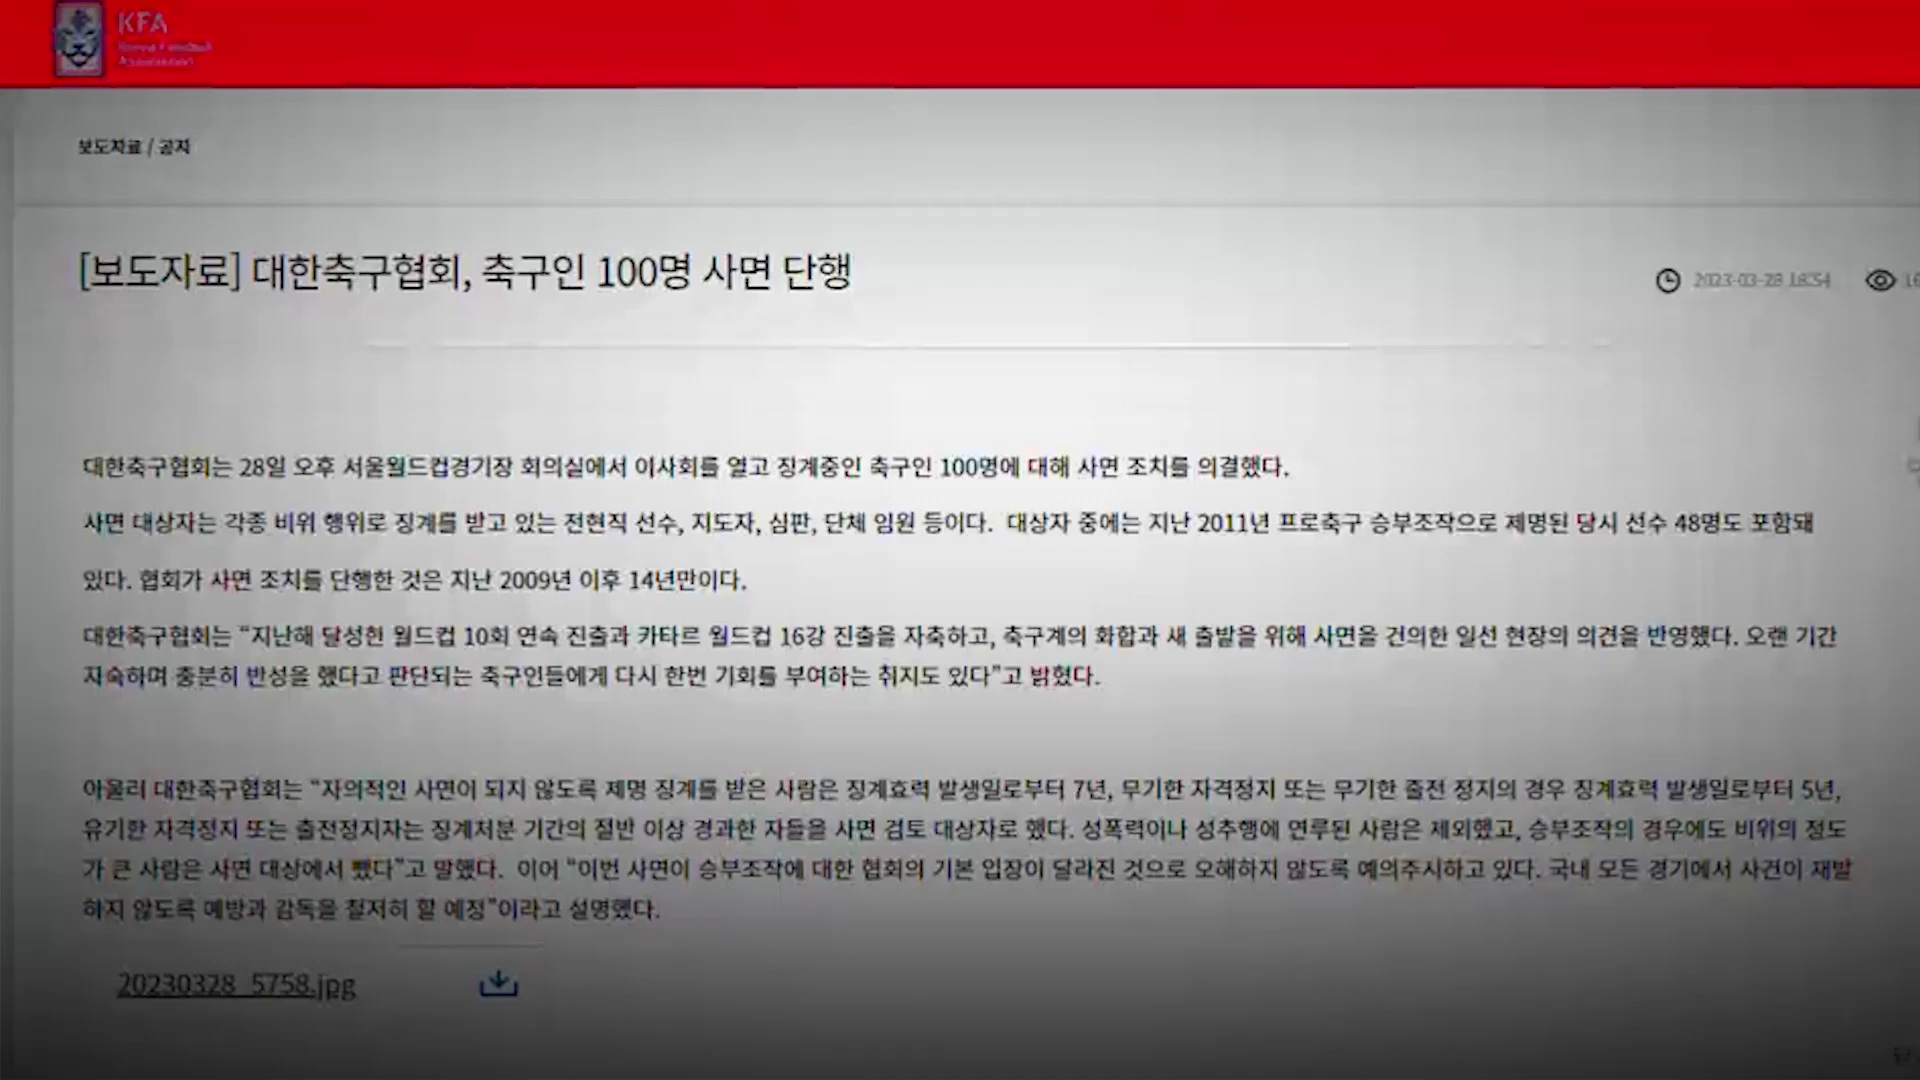 KFA
Korea Football
Association
보도자료 / 공지
[보도자료] 대한축구협회, 축구인 100명 사면 단행
2023-03-28 18:54
대한축구협회는 28일 오후 서울월드컵경기장 회의실에서 이사회를 열고 징계중인 축구인 100명에 대해 사면 조치를 의결했다.
사면 대상자는 각종 비위 행위로 징계를 받고 있는 전현직 선수, 지도자, 심판, 단체 임원 등이다. 대상자 중에는 지난 2011년 프로축구 승부조작으로 제명된 당시 선수 48명도 포함돼
있다. 협회가 사면 조치를 단행한 것은 지난 2009년 이후 14년만이다.
대한축구협회는 “지난해 달성한 월드컵 10회 연속 진출과 카타르 월드컵 16강 진출을 자축하고, 축구계의 화합과 새 출발을 위해 사면을 건의한 일선 현장의 의견을 반영했다. 오랜 기간
자숙하며 충분히 반성을 했다고 판단되는 축구인들에게 다시 한번 기회를 부여하는 취지도 있다”고 밝혔다.
아울러 대한축구협회는 “자의적인 사면이 되지 않도록 제명 징계를 받은 사람은 징계효력 발생일로부터 7년, 무기한 자격정지 또는 무기한 출전 정지의 경우 징계효력 발생일로부터 5년,
유기한 자격정지 또는 출전정지자는 징계처분 기간의 절반 이상 경과한 자들을 사면 검토 대상자로 했다. 성폭력이나 성추행에 연루된 사람은 제외했고, 승부조작의 경우에도 비위의 정도
가 큰 사람은 사면 대상에서 뺐다”고 말했다. 이어 “이번 사면이 승부조작에 대한 협회의 기본 입장이 달라진 것으로 오해하지 않도록 예의주시하고 있다. 국내 모든 경기에서 사건이 재발
하지 않도록 예방과 감독을 철저히 할 예정”이라고 설명했다.
20230328_5758.jpg